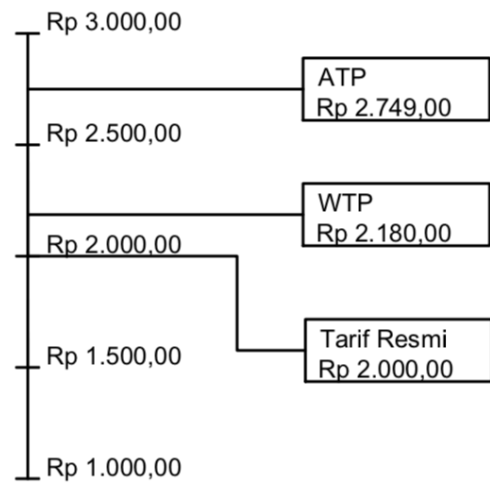 Rp 3.000,00
ATP
Rp 2.749,00
Rp 2.500,00
WTP
Rp 2.180,00
Rp 2.000,00
Tarif Resmi
Rp 2.000,00
Rp 1.500,00
Rp 1.000,00